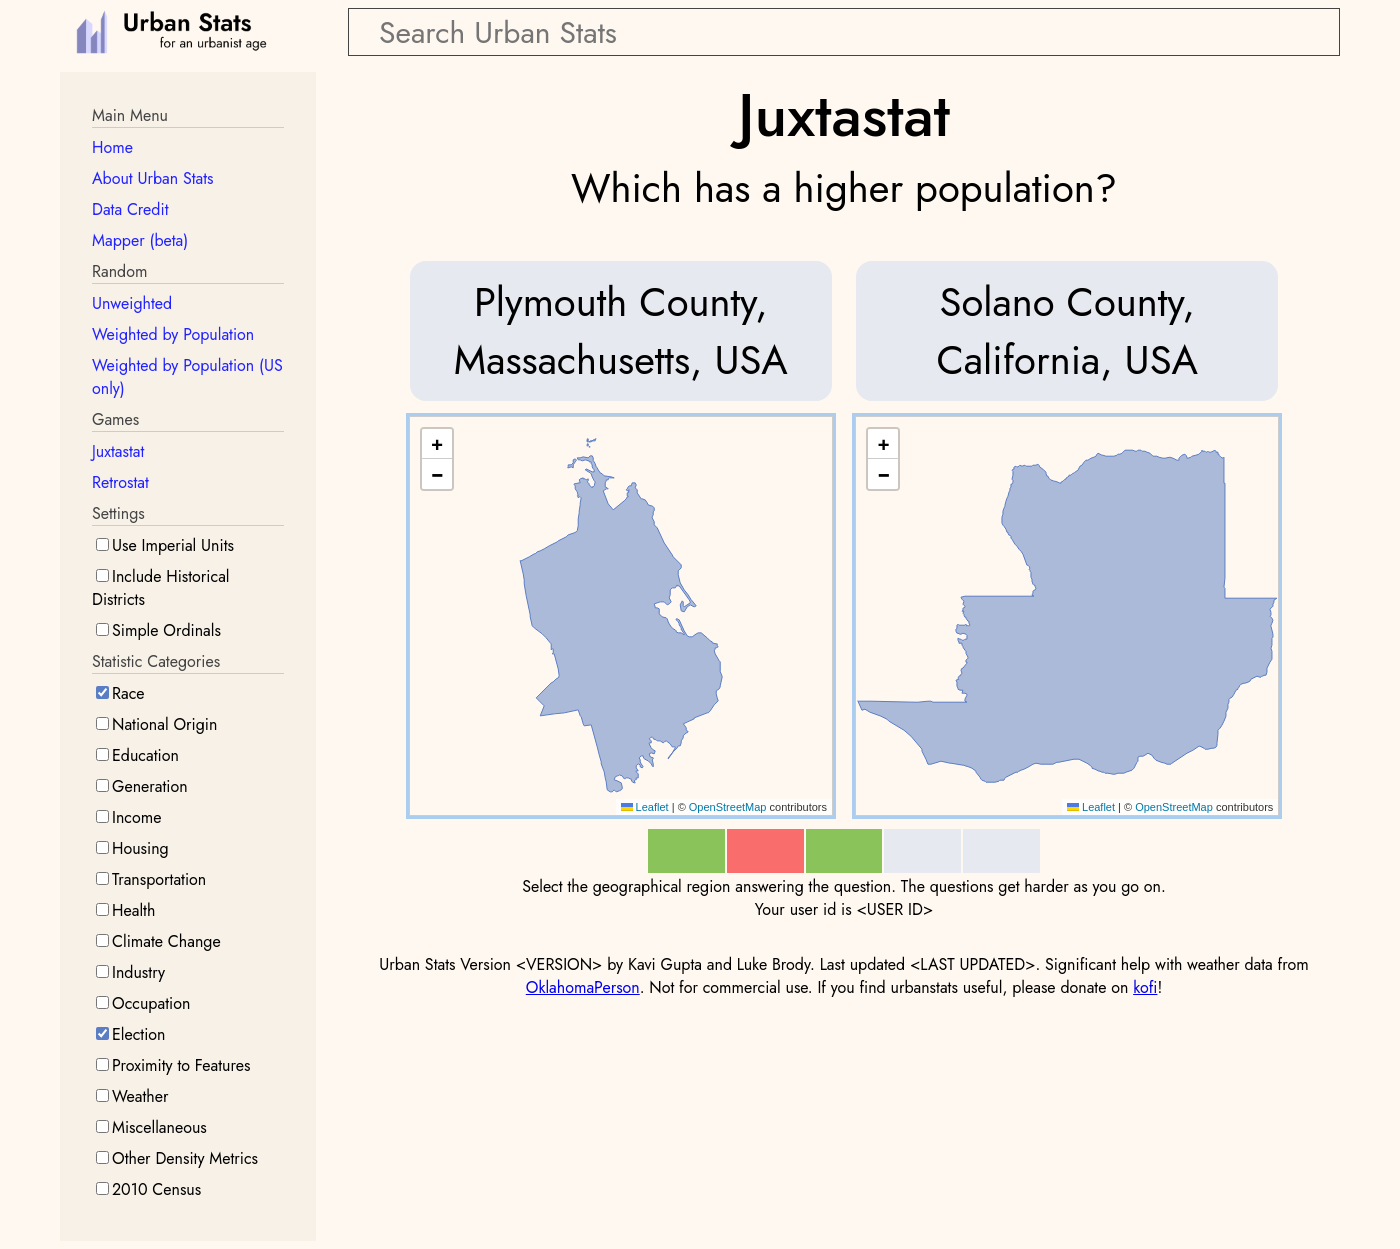 Urban Stats
for an urbanist age
Search Urban Stats
Main Menu
Home
About Urban Stats
Data Credit
Mapper (beta)
Random
Unweighted
Weighted by Population
Weighted by Population (US
only)
Games
Juxtastat
Retrostat
Settings
Use Imperial Units
Include Historical
Districts
Simple Ordinals
Statistic Categories
Race
National Origin
Education
Generation
Income
Housing
Transportation
Health
Climate Change
Industry
Occupation
Election
Proximity to Features
Weather
Miscellaneous
Other Density Metrics
2010 Census
Juxtastat
Which has a higher population?
Plymouth County,
Massachusetts, USA
Solano County,
California, USA
+
−
Leaflet | © OpenStreetMap contributors
+
−
Leaflet | © OpenStreetMap contributors
Select the geographical region answering the question. The questions get harder as you go on.
Your user id is <USER ID>
Urban Stats Version <VERSION> by Kavi Gupta and Luke Brody. Last updated <LAST UPDATED>. Significant help with weather data from
OklahomaPerson. Not for commercial use. If you find urbanstats useful, please donate on kofi!